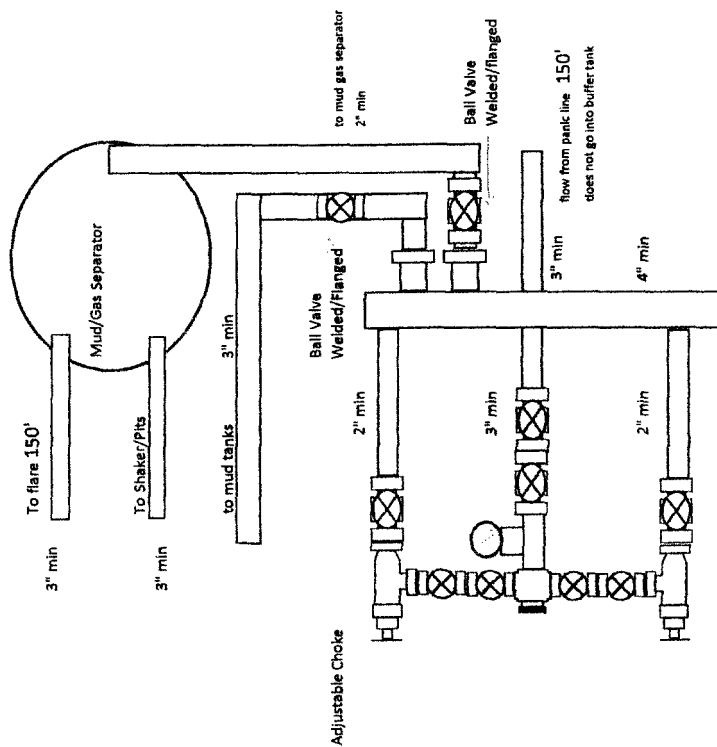 Mud/Gas Separator
To flare 150'
3" min
To Shaker/Pits
3" min
to mud gas separator
2" min
to mud tanks
3" min
Ball Valve
Welded/Flanged
Ball Valve
Welded/flanged
flow from panic line 150'
does not go into buffer tank
3" min
4" min
2" min
3" min
2" min
Adjustable Choke